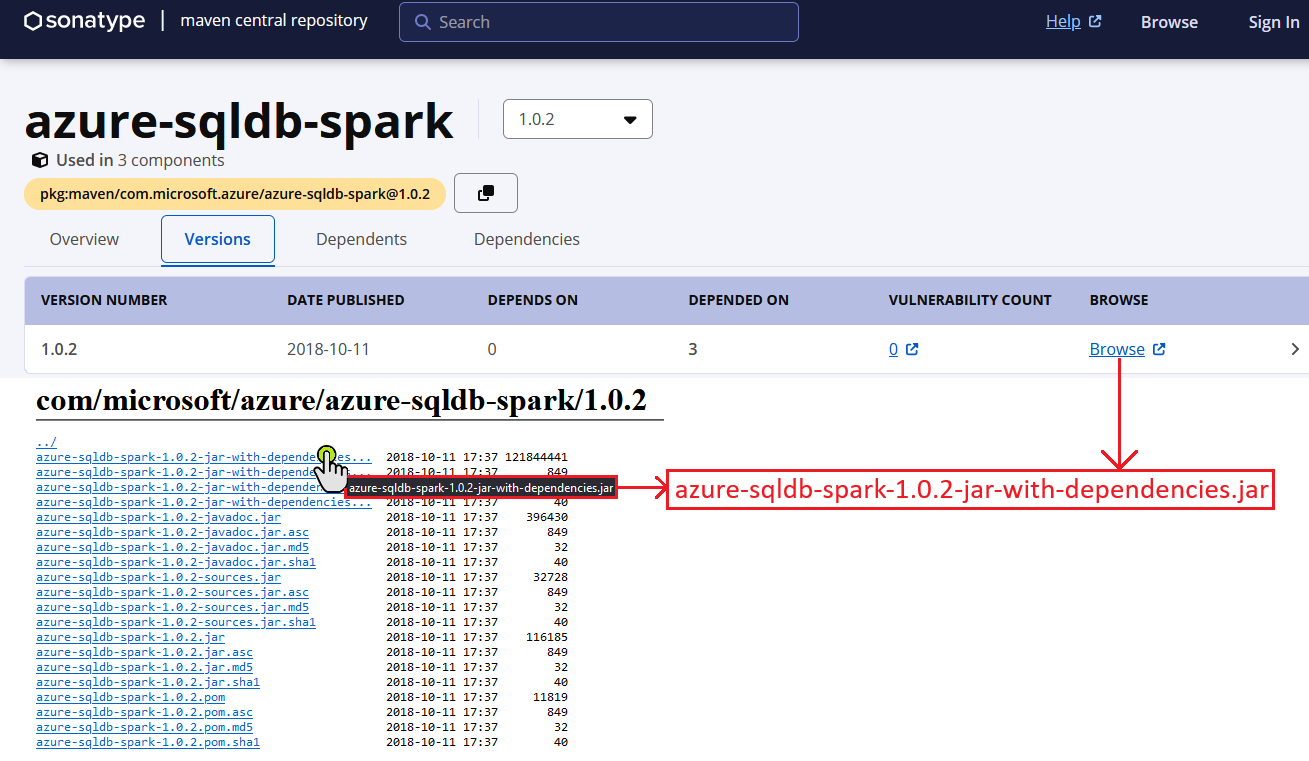 sonatype | maven central repository Search Help Browse Sign In
azure-sqldb-spark 1.0.2
Used in 3 components
pkg:maven/com.microsoft.azure/azure-sqldb-spark@1.0.2
Overview Versions Dependents Dependencies
VERSION NUMBER DATE PUBLISHED DEPENDS ON DEPENDED ON VULNERABILITY COUNT BROWSE
1.0.2 2018-10-11 0 3 0 Browse
com/microsoft/azure/azure-sqldb-spark/1.0.2
../
azure-sqldb-spark-1.0.2-jar-with-dependencies... 2018-10-11 17:37 121844441
azure-sqldb-spark-1.0.2-jar-with-dependencies... 2018-10-11 17:37 849
azure-sqldb-spark-1.0.2-jar-with-depend azure-sqldb-spark-1.0.2-jar-with-dependencies.jar azure-sqldb-spark-1.0.2-jar-with-dependencies.jar
azure-sqldb-spark-1.0.2-jar-with-dependencies... 2018-10-11 17:37 40
azure-sqldb-spark-1.0.2-javadoc.jar 2018-10-11 17:37 396430
azure-sqldb-spark-1.0.2-javadoc.jar.asc 2018-10-11 17:37 849
azure-sqldb-spark-1.0.2-javadoc.jar.md5 2018-10-11 17:37 32
azure-sqldb-spark-1.0.2-javadoc.jar.sha1 2018-10-11 17:37 40
azure-sqldb-spark-1.0.2-sources.jar 2018-10-11 17:37 32728
azure-sqldb-spark-1.0.2-sources.jar.asc 2018-10-11 17:37 849
azure-sqldb-spark-1.0.2-sources.jar.md5 2018-10-11 17:37 32
azure-sqldb-spark-1.0.2-sources.jar.sha1 2018-10-11 17:37 40
azure-sqldb-spark-1.0.2.jar 2018-10-11 17:37 116185
azure-sqldb-spark-1.0.2.jar.asc 2018-10-11 17:37 849
azure-sqldb-spark-1.0.2.jar.md5 2018-10-11 17:37 32
azure-sqldb-spark-1.0.2.jar.sha1 2018-10-11 17:37 40
azure-sqldb-spark-1.0.2.pom 2018-10-11 17:37 11819
azure-sqldb-spark-1.0.2.pom.asc 2018-10-11 17:37 849
azure-sqldb-spark-1.0.2.pom.md5 2018-10-11 17:37 32
azure-sqldb-spark-1.0.2.pom.sha1 2018-10-11 17:37 40